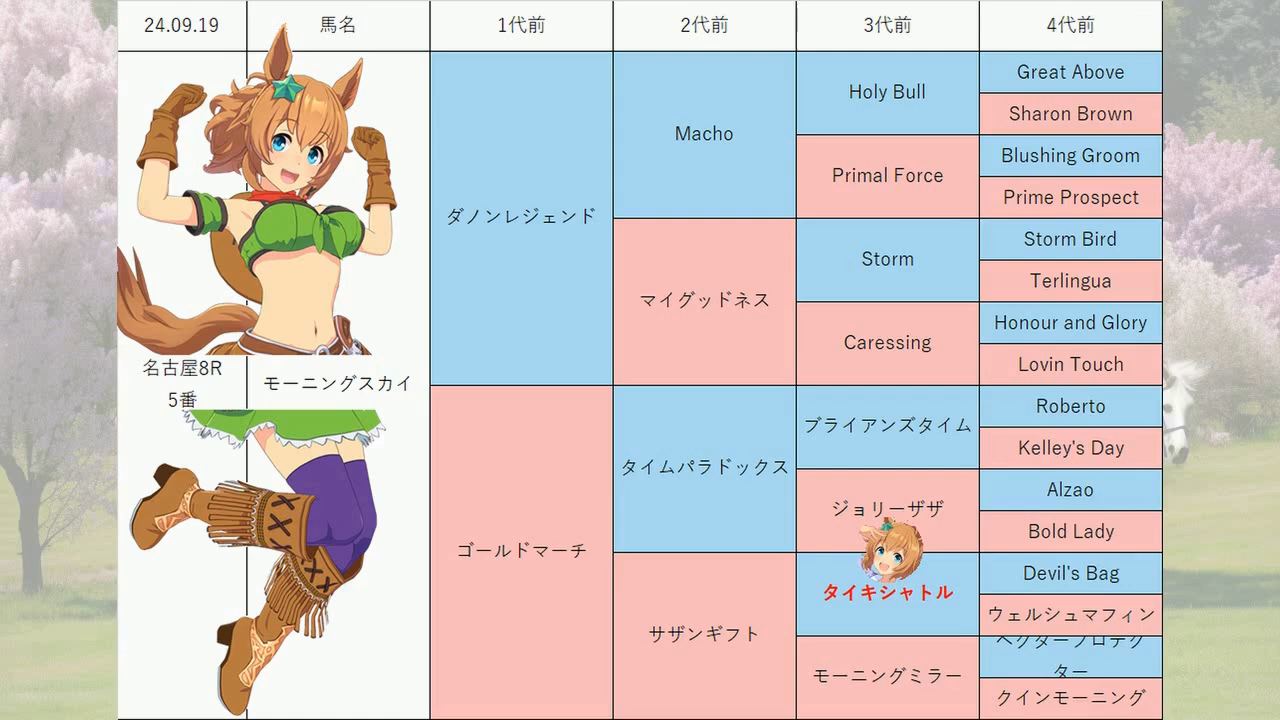 24.09.19 馬名 1代前 2代前 3代前 4代前
Great Above
Holy Bull
Sharon Brown
Macho
Blushing Groom
Primal Force
Prime Prospect
ダノンレジェンド
Storm Bird
Storm
Terlingua
マイグッドネス
Honour and Glory
Caressing
Lovin Touch
名古屋8R
5番
モーニングスカイ
Roberto
ブライアンズタイム
Kelley's Day
タイムパラドックス
Alzao
ジョリーザザ
Bold Lady
ゴールドマーチ
Devil's Bag
タイキシャトル
ウェルシュマフィン
サザンギフト
ベクタープロテク
ター
モーニングミラー
クインモーニング